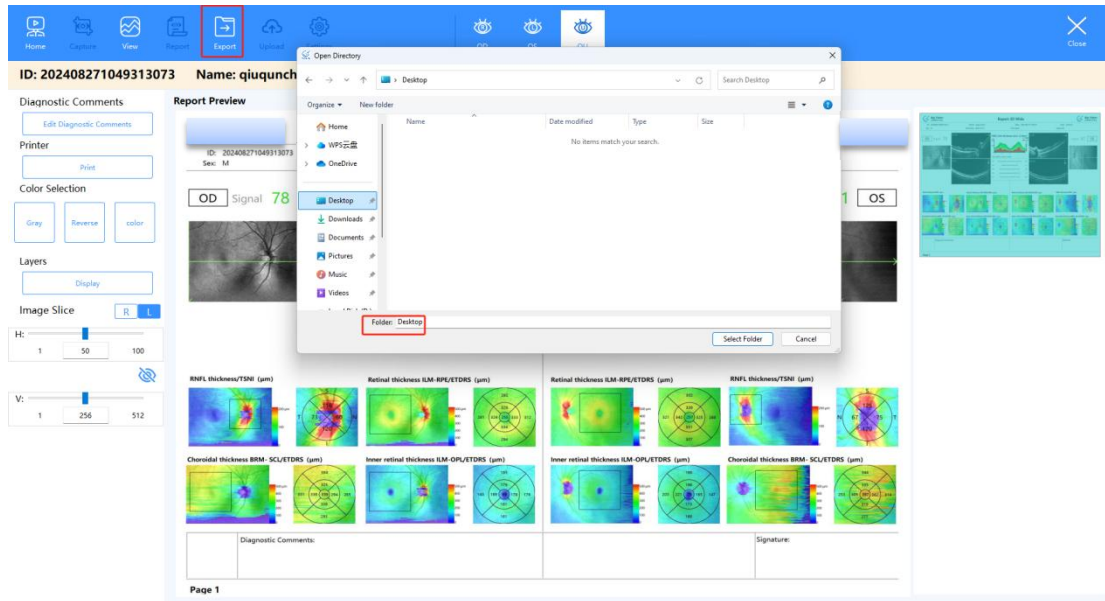 Home Capture View Report Export Upload OD OS OU Close
ID: 20240827104931307З Name: qiuqunch
Open Directory
Desktop
Search Desktop
Organize New folder
Name Date modified Type Size
No items match your search.
Home
WPS云盘
OneDrive
Desktop
Downloads
Documents
Pictures
Music
Videos
Folder: Desktop
Select Folder Cancel
Diagnostic Comments
Edit Diagnostic Comments
Printer
Print
Color Selection
Gray Reverse color
Layers
Display
Image Slice R L
H:
1 50 100
V:
1 256 512
Report Preview
ID: 202408271049313073
Sex: M
OD Signal 78
1 OS
RNFL thickness/TSNI (μm) Retinal thickness ILM-RPE/ETDRS (μm) Retinal thickness ILM-RPE/ETDRS (μm) RNFL thickness/TSNI (μm)
Choroidal thickness BRM- SCL/ETDRS (μm) Inner retinal thickness ILM-OPL/ETDRS (μm) Inner retinal thickness ILM-OPL/ETDRS (μm) Choroidal thickness BRM- SCL/ETDRS (μm)
Diagnostic Comments: Signature:
Page 1